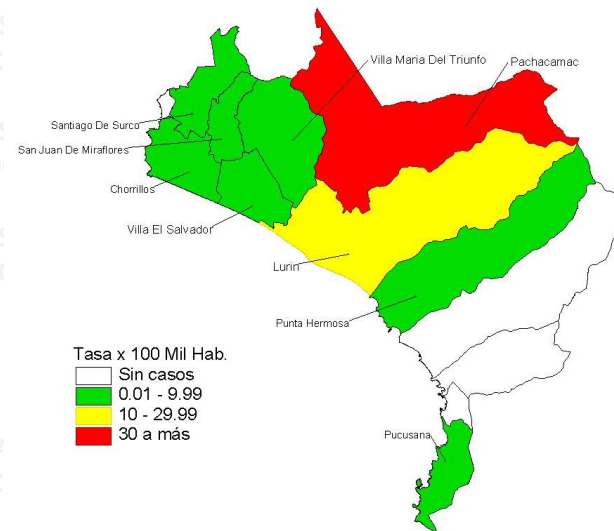 Villa Maria Del Triunfo
Pachacamac
Santiago De Surco
San Juan De Miraflores
Chorrillos
Villa El Salvador
Lurin
Punta Hermosa
Tasa x 100 Mil Hab.
Sin casos
0.01 - 9.99
10 - 29.99
30 a más
Pucusana